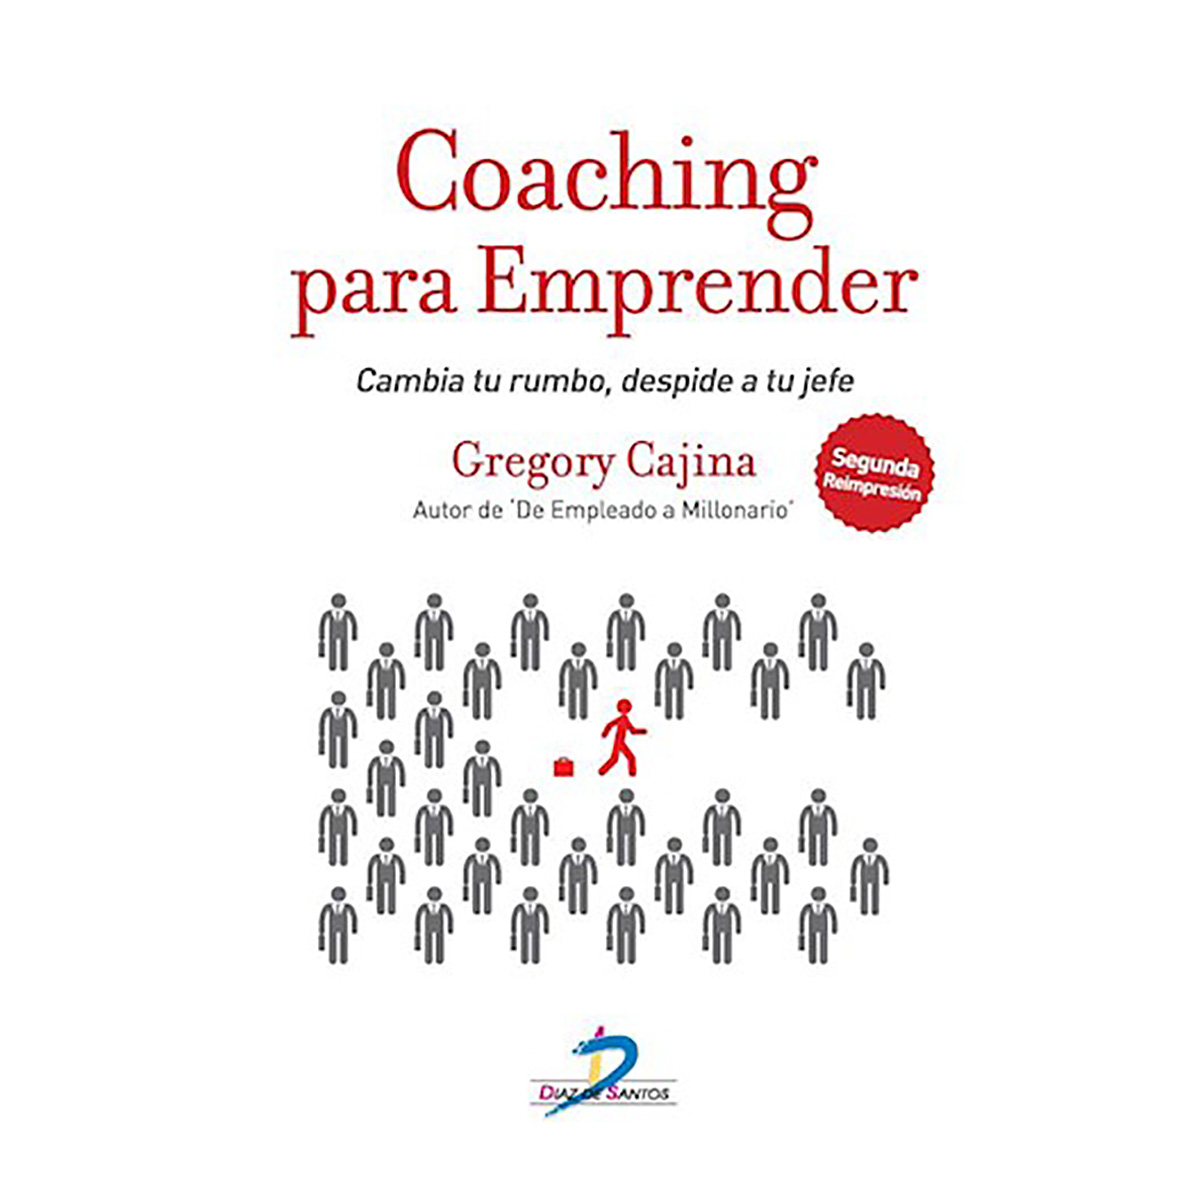 Coaching
para Emprender
Cambia tu rumbo, despide a tu jefe
Gregory Cajina
Autor de ‘De Empleado a Millonario’
Segunda
Reimpresión
DIAZ DE SANTOS